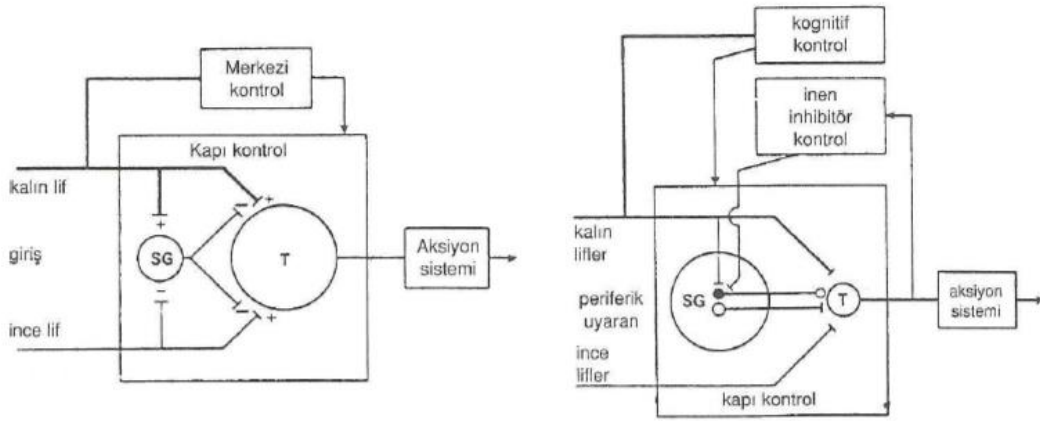 Merkezi
kontrol
Kapı kontrol
kalın lif
+
–
+
giriş
SG
T
Aksiyon
sistemi
–
–
+
ince lif
kognitif
kontrol
inen
inhibitör
kontrol
kalın
lifler
SG
T
periferik
uyaran
aksiyon
sistemi
ince
lifler
kapı kontrol